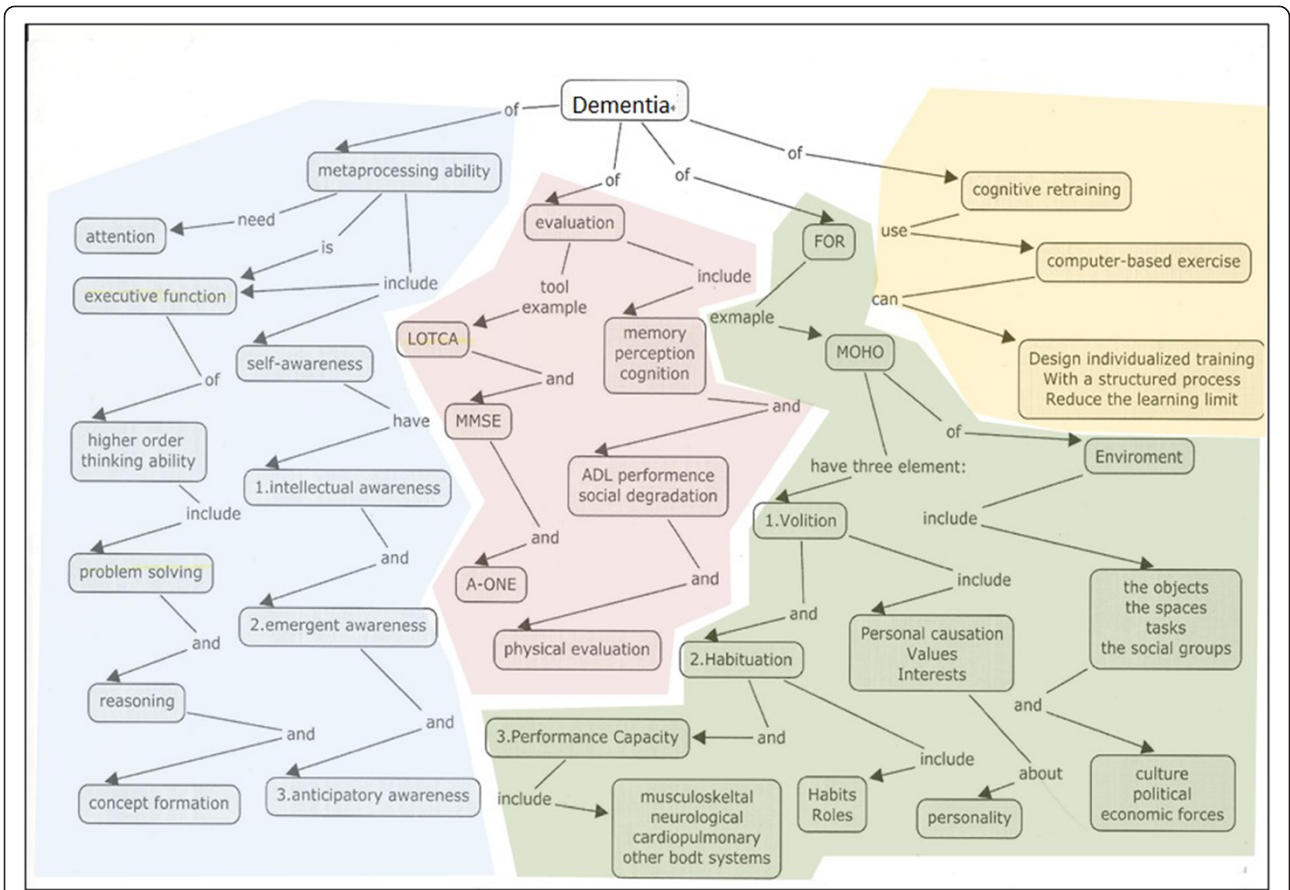 Dementia
of
metaprocessing ability
need
attention
is
executive function
include
self-awareness
of
higher order
thinking ability
include
problem solving
and
reasoning
and
concept formation
have
1.intellectual awareness
and
2.emergent awareness
and
3.anticipatory awareness
of
evaluation
tool
example
LOTCA
and
MMSE
and
A-ONE
include
memory
perception
cognition
and
ADL performence
social degradation
and
physical evaluation
of
FOR
exmaple
MOHO
have three element:
1.Volition
include
Personal causation
Values
Interests
about
personality
and
2.Habituation
include
Habits
Roles
and
3.Performance Capacity
include
musculoskeltal
neurological
cardiopulmonary
other bodt systems
of
Enviroment
include
the objects
the spaces
tasks
the social groups
and
culture
political
economic forces
of
cognitive retraining
use
computer-based exercise
can
Design individualized training
With a structured process
Reduce the learning limit